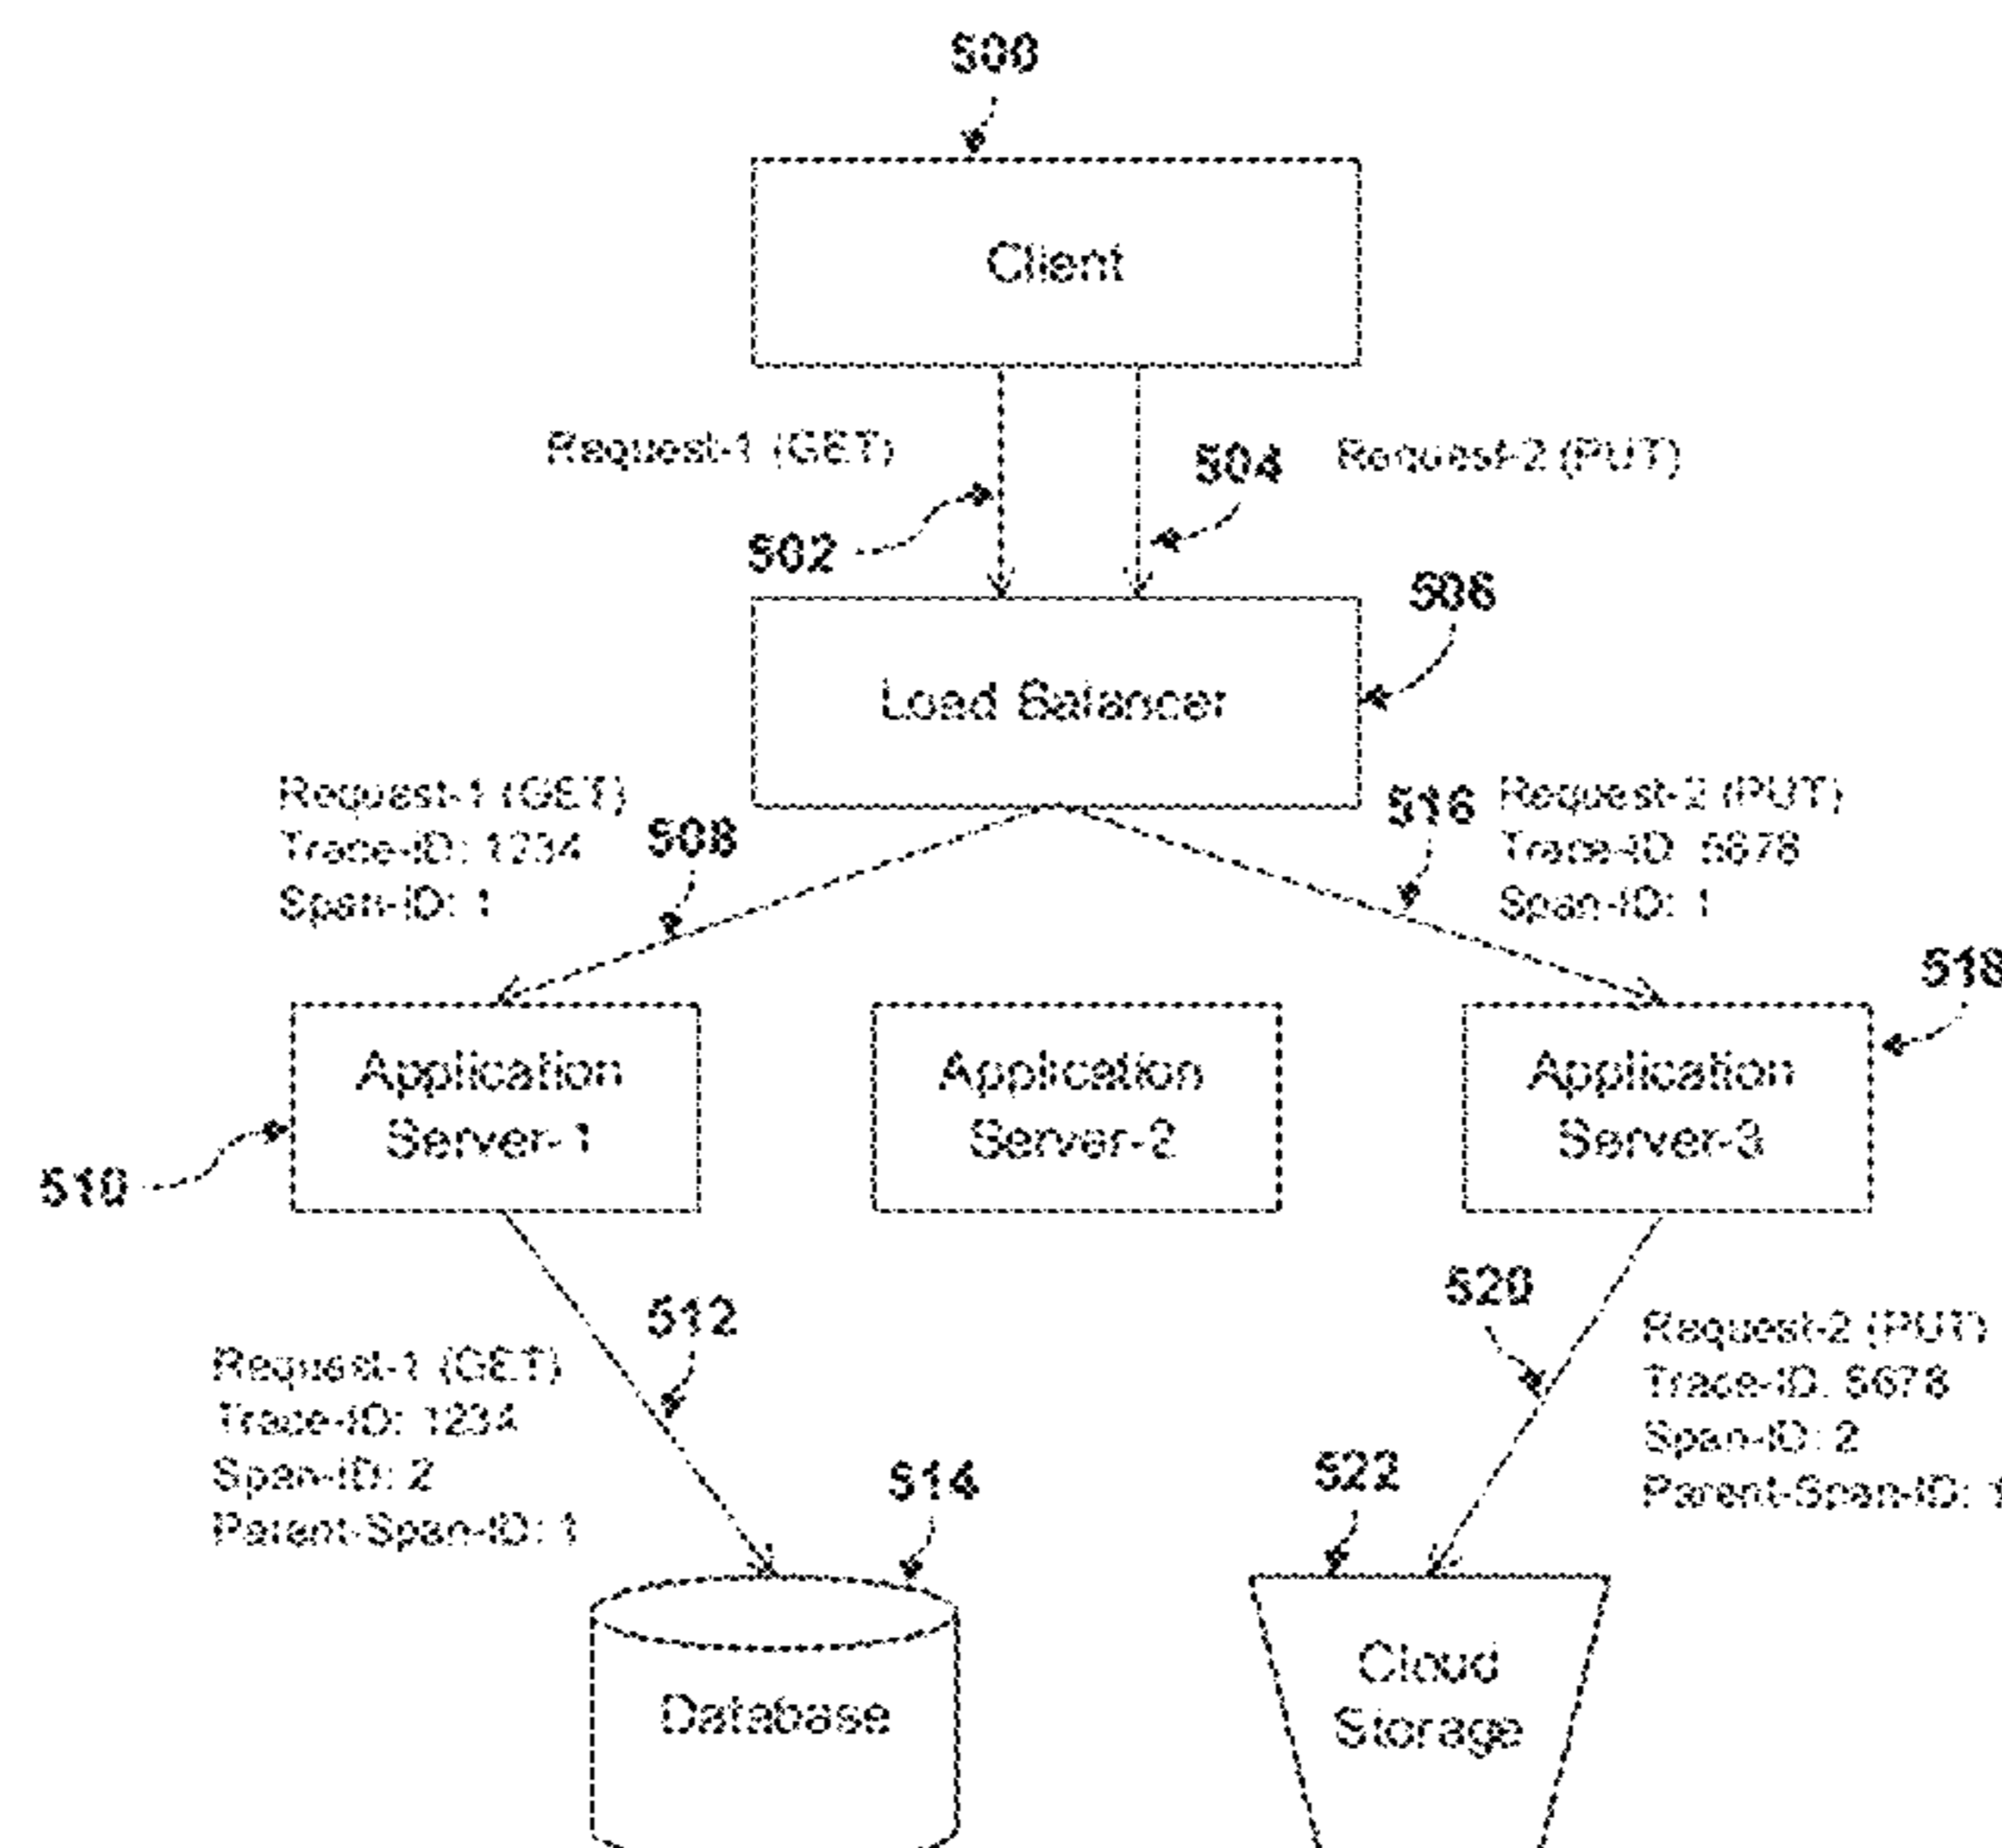 500
Client
Request-1 (GET)
504
Request-2 (PUT)
502
506
Load Balancer
Request-1 (GET)
Trace-ID: 1234
Span-ID: 1
508
516
Request-2 (PUT)
Trace-ID: 5678
Span-ID: 1
518
Application
Server-1
Application
Server-2
Application
Server-3
510
512
520
Request-1 (GET)
Trace-ID: 1234
Span-ID: 2
Parent-Span-ID: 1
Request-2 (PUT)
Trace-ID: 5678
Span-ID: 2
Parent-Span-ID: 1
514
522
Database
Cloud
Storage